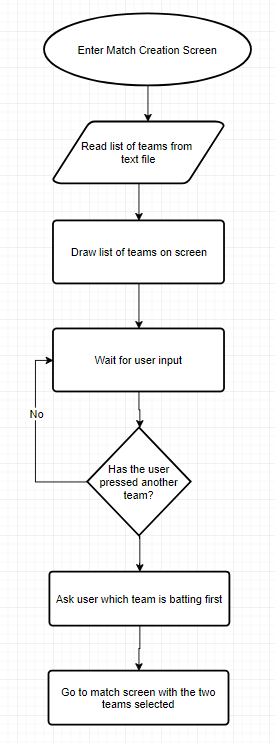 Enter Match Creation Screen
Read list of teams from
text file
Draw list of teams on screen
Wait for user input
No
Has the user
pressed another
team?
Ask user which team is batting first
Go to match screen with the two
teams selected